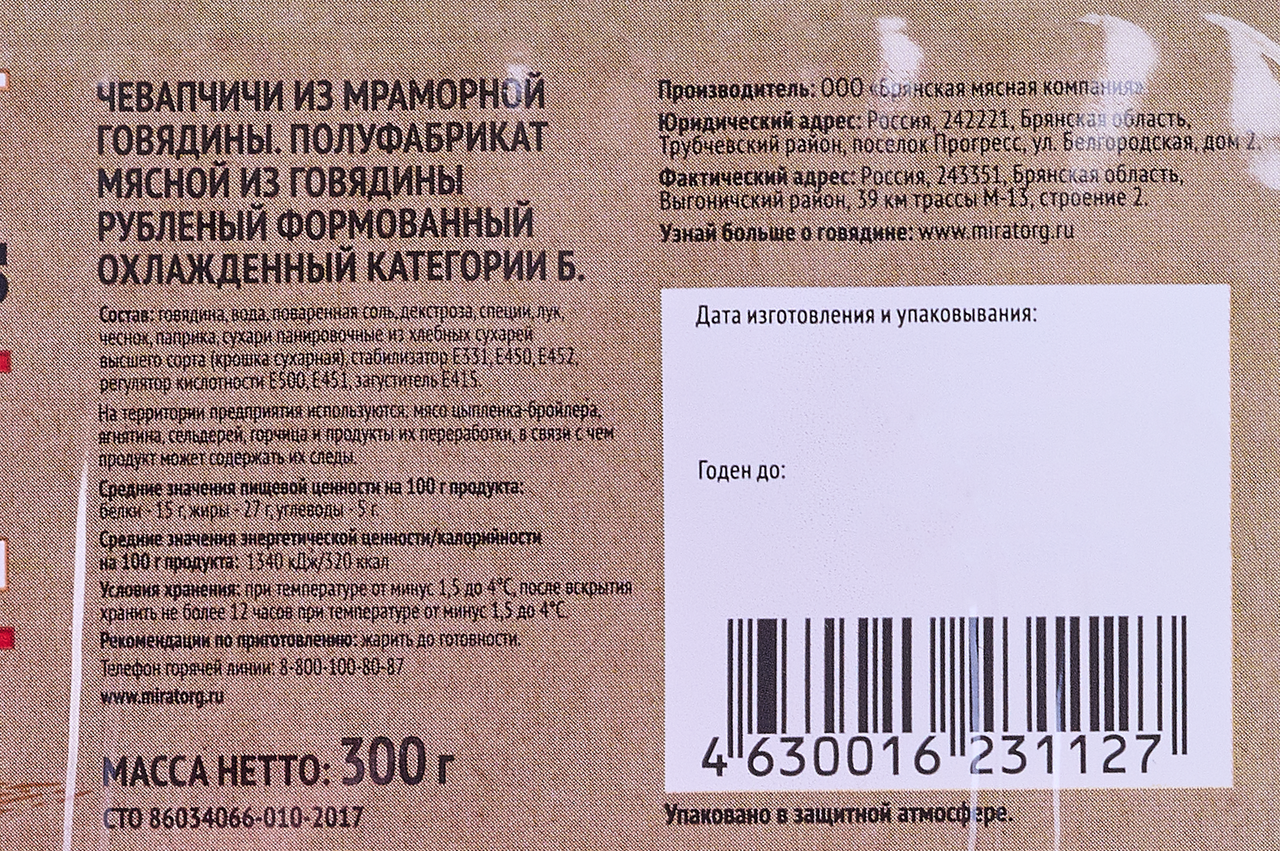 ЧЕВАПЧИЧИ ИЗ МРАМОРНОЙ
ГОВЯДИНЫ. ПОЛУФАБРИКАТ
МЯСНОЙ ИЗ ГОВЯДИНЫ
РУБЛЕНЫЙ ФОРМОВАННЫЙ
ОХЛАЖДЕННЫЙ КАТЕГОРИИ Б.
Состав: говядина, вода, поваренная соль, декстроза, специи, лук,
чеснок, паприка, сухари панировочные из хлебных сухарей
высшего сорта (крошка сухарная), стабилизатор Е331, Е450, Е452,
регулятор кислотности Е500, Е451, загуститель Е415.
На территории предприятия используются: мясо цыпленка-бройлера,
ягнятина, сельдерей, горчица и продукты их переработки, в связи с чем
продукт может содержать их следы.
Средние значения пищевой ценности на 100 г продукта:
белки - 15 г, жиры - 27 г, углеводы - 5 г.
Средние значения энергетической ценности/калорийности
на 100 г продукта: 1340 кДж/320 ккал
Условия хранения: при температуре от минус 1,5 до 4°С, после вскрытия
хранить не более 12 часов при температуре от минус 1,5 до 4°С.
Рекомендации по приготовлению: жарить до готовности.
Телефон горячей линии: 8-800-100-80-87
www.miratorg.ru
МАССА НЕТТО: 300 г
СТО 86034066-010-2017
Производитель: ООО «Брянская мясная компания»
Юридический адрес: Россия, 242221, Брянская область,
Трубчевский район, поселок Прогресс, ул. Белгородская, дом 2.
Фактический адрес: Россия, 243351, Брянская область,
Выгоничский район, 39 км трассы М-13, строение 2.
Узнай больше о говядине: www.miratorg.ru
Дата изготовления и упаковывания:
Годен до:
4 630016 231127
Упаковано в защитной атмосфере.